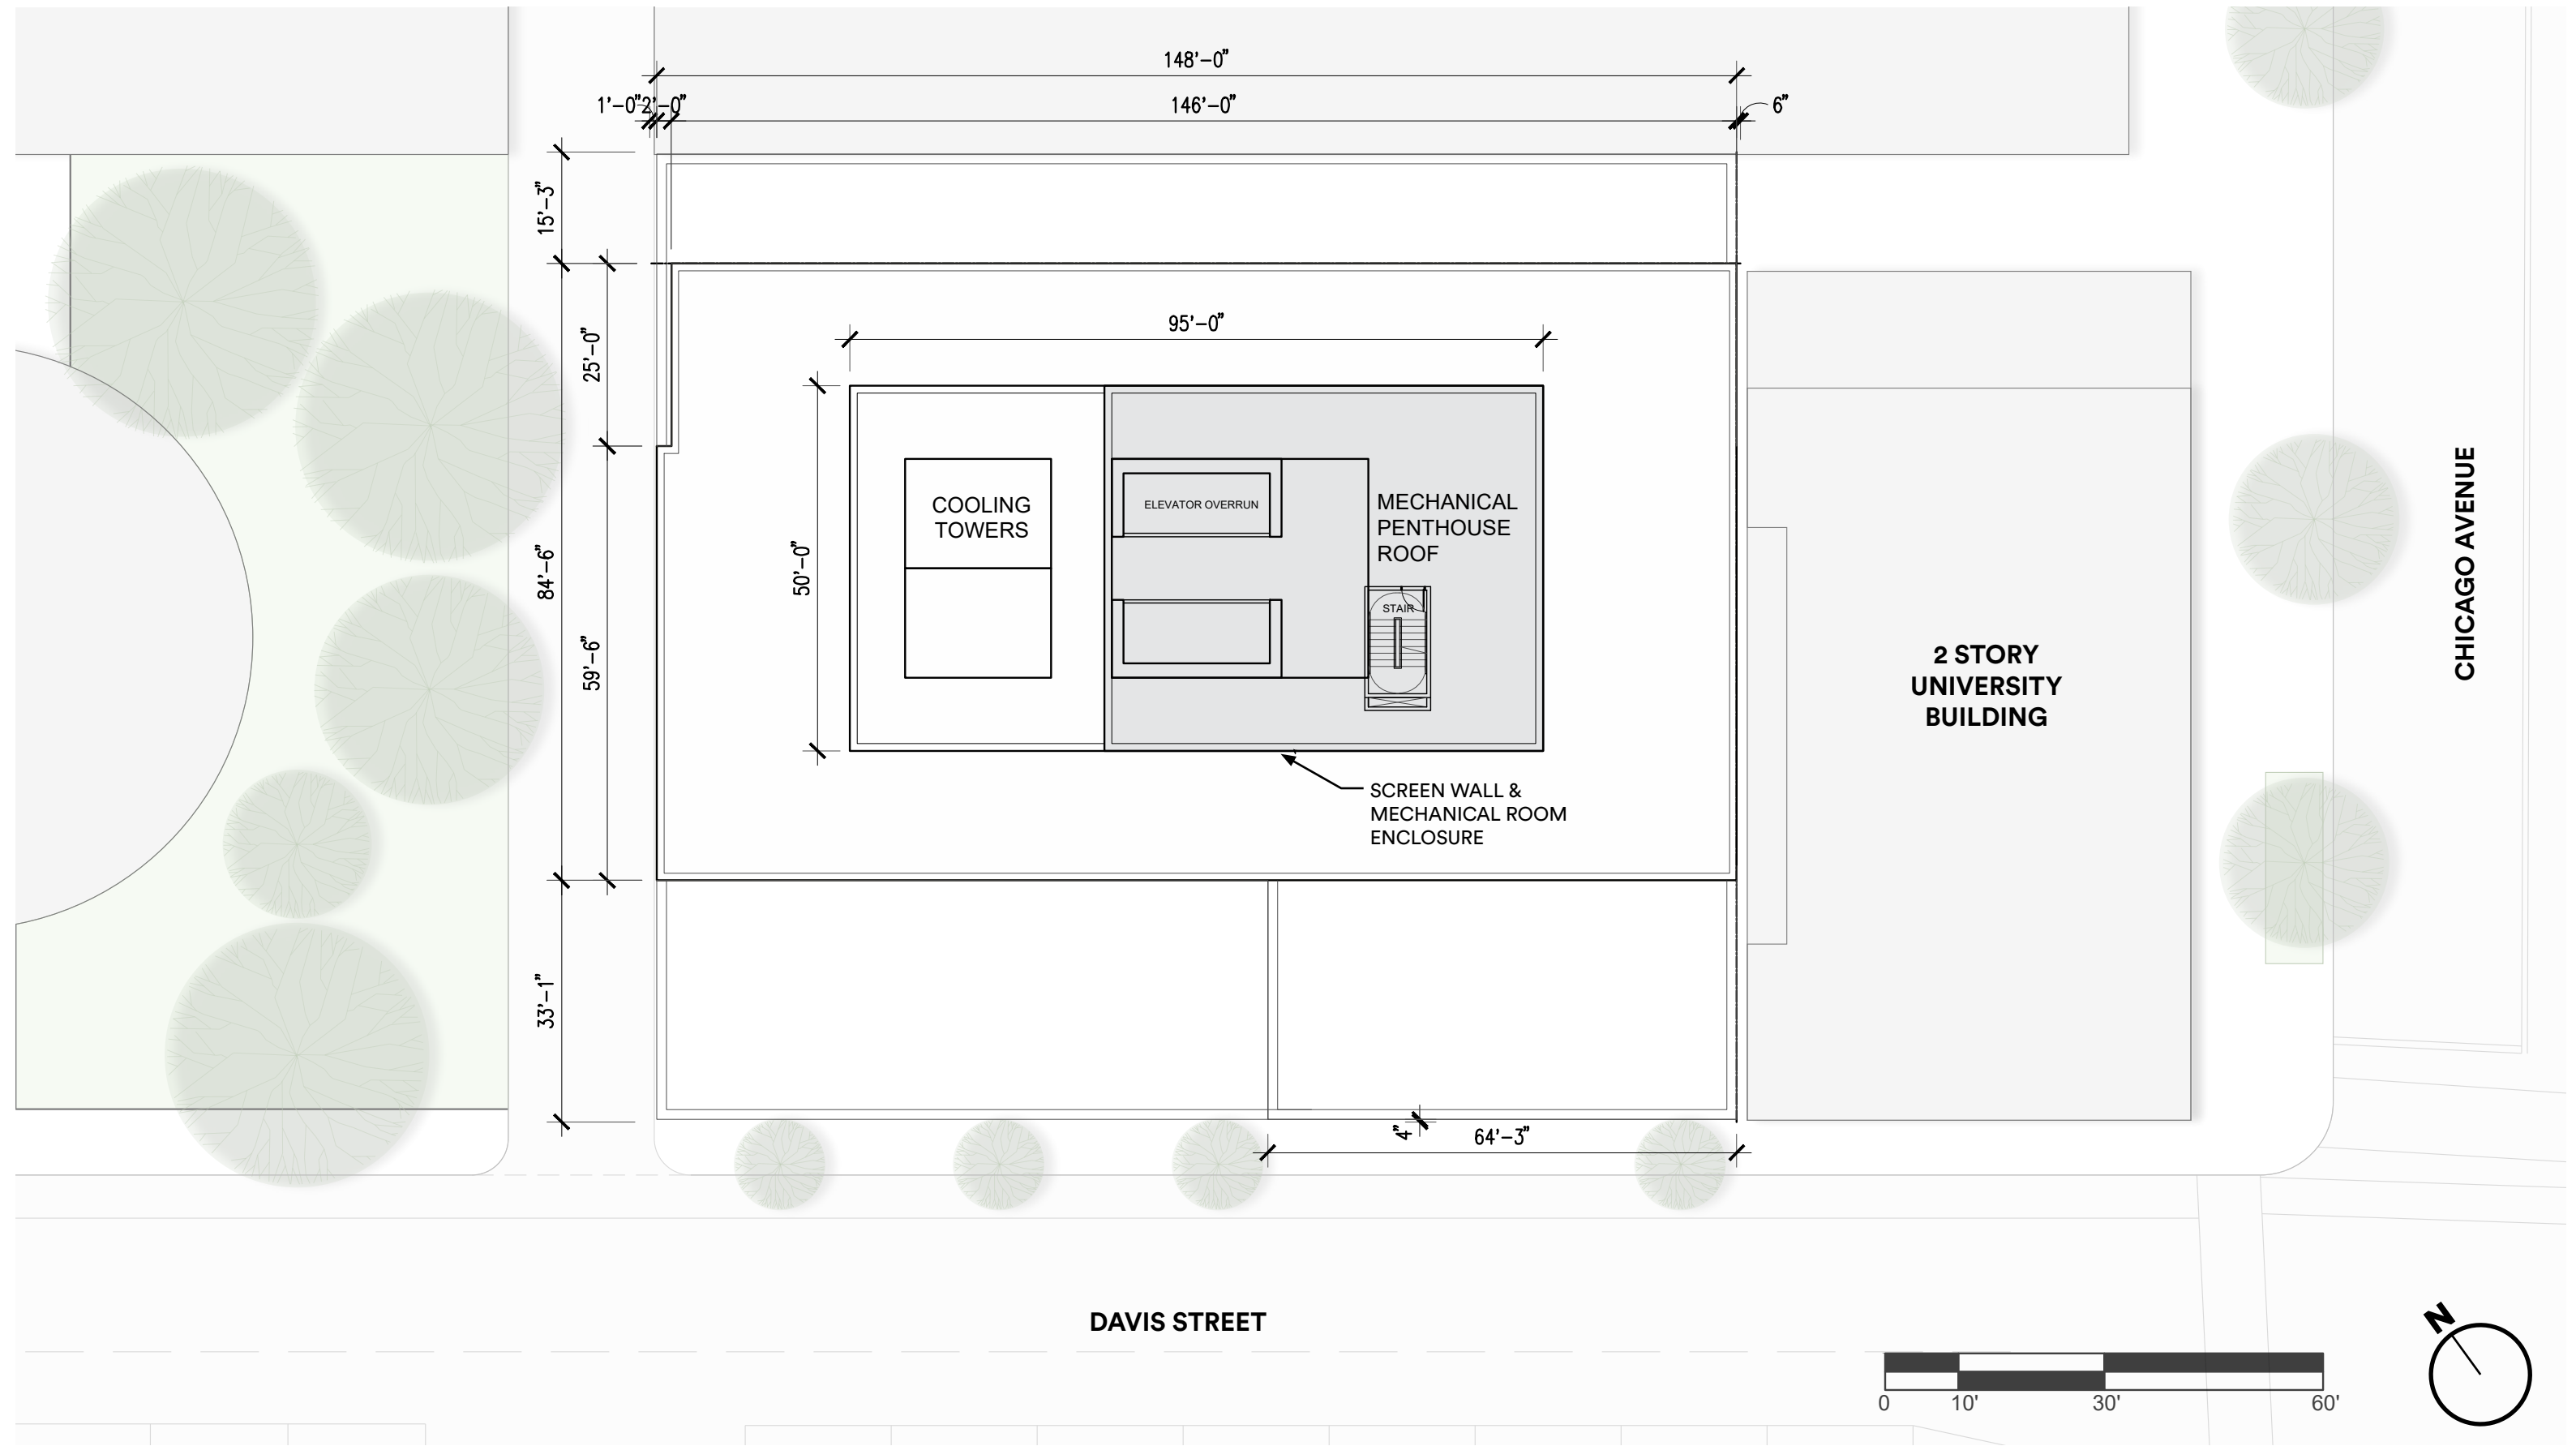 148'-0"
1'-0"
2'-0"
146'-0"
6"
15'-3"
25'-0"
95'-0"
84'-6"
59'-6"
50'-0"
COOLING
TOWERS
ELEVATOR OVERRUN
MECHANICAL
PENTHOUSE
ROOF
STAIR
SCREEN WALL &
MECHANICAL ROOM
ENCLOSURE
2 STORY
UNIVERSITY
BUILDING
CHICAGO AVENUE
33'-1"
4"
64'-3"
DAVIS STREET
N
0 10' 30' 60'